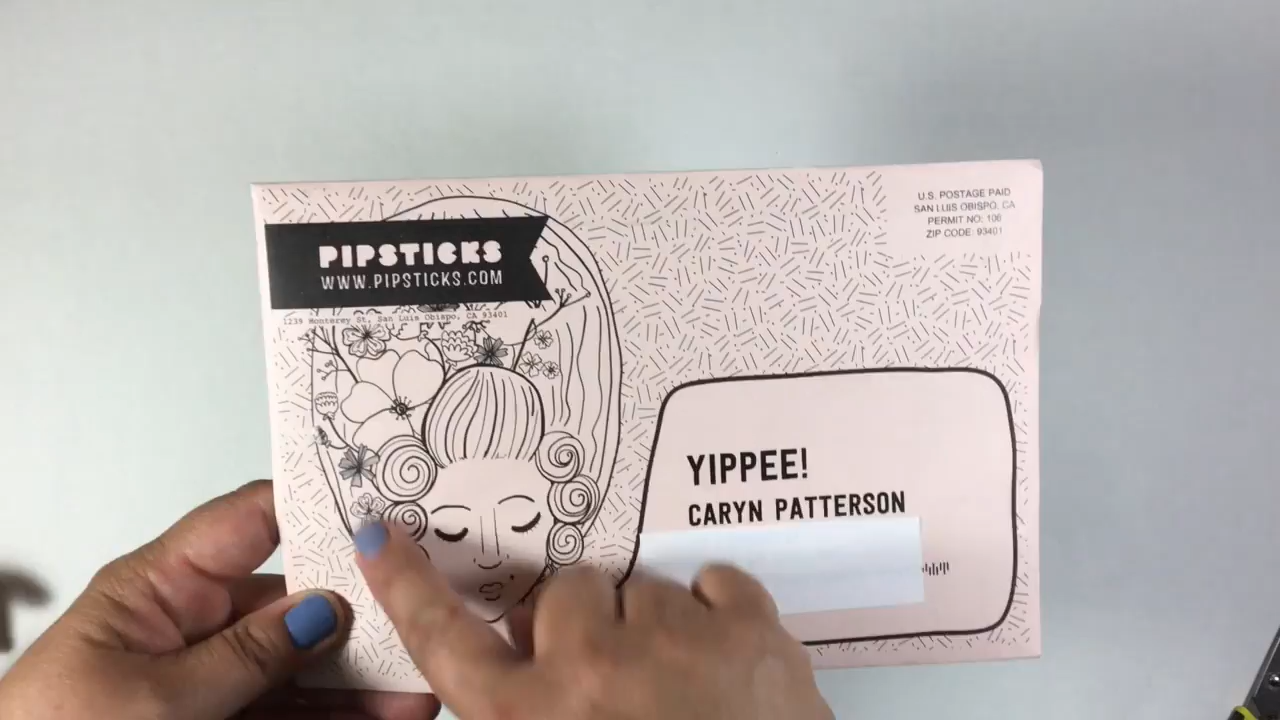 PIPSTICKS
WWW.PIPSTICKS.COM
1239 Monterey St, San Luis Obispo, CA 93401
U.S. POSTAGE PAID
SAN LUIS OBISPO, CA
PERMIT NO: 106
ZIP CODE: 93401
YIPPEE!
CARYN PATTERSON